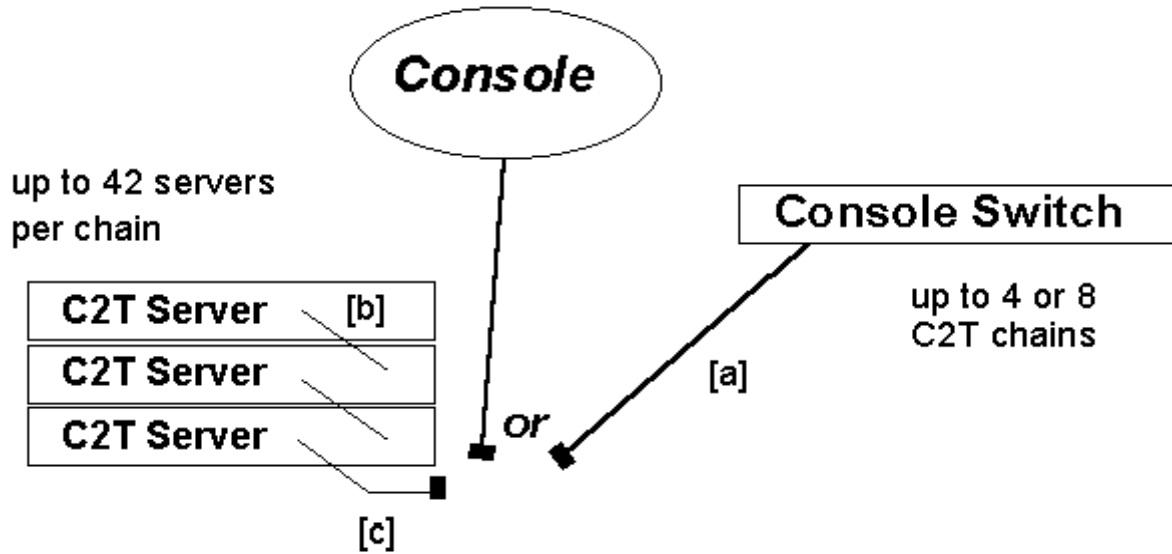 Console
up to 42 servers
per chain
Console Switch
C2T Server
[b]
C2T Server
C2T Server
up to 4 or 8
C2T chains
[a]
or
[c]